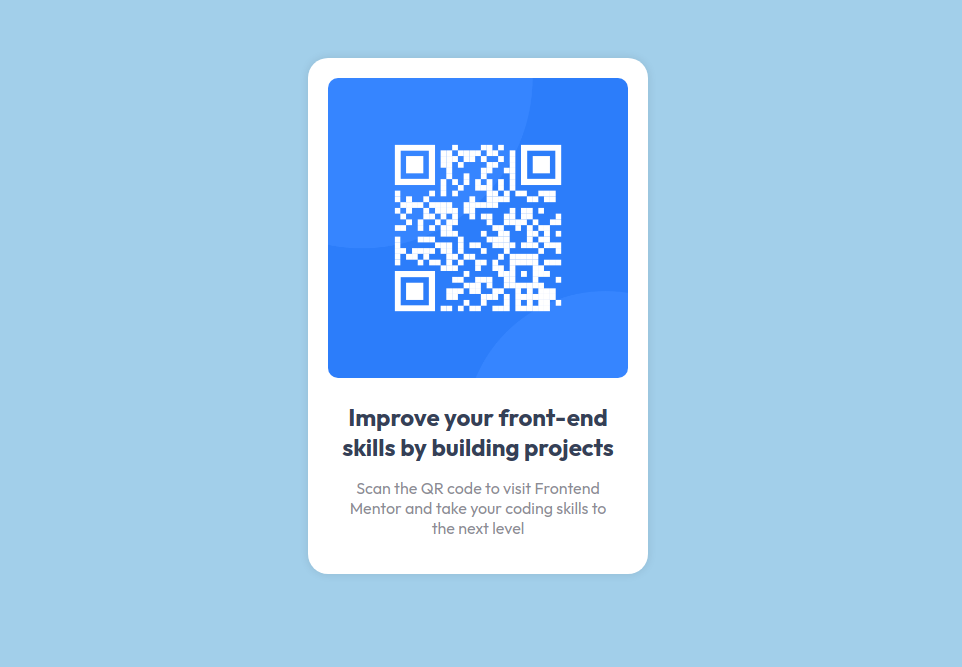 Improve your front-end
skills by building projects
Scan the QR code to visit Frontend
Mentor and take your coding skills to
the next level